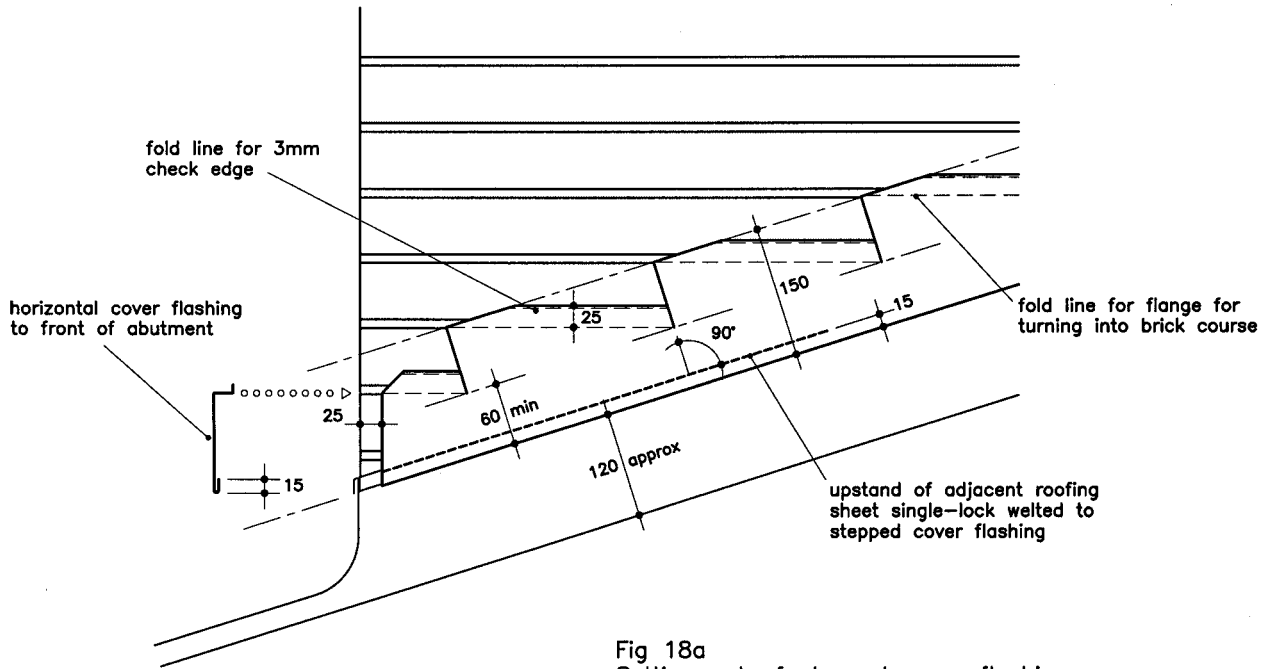 fold line for 3mm
check edge
horizontal cover flashing
to front of abutment
25
15
25
60 min
90°
150
15
120 approx
fold line for flange for
turning into brick course
upstand of adjacent roofing
sheet single-lock welted to
stepped cover flashing
Fig 18a